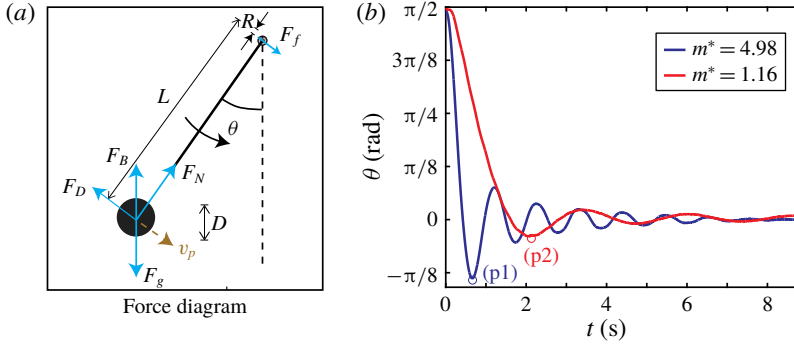 (a)
R
F_f
L
θ
F_B
F_N
F_D
D
v_p
F_g
Force diagram
(b)
π/2
3π/8
π/4
π/8
0
−π/8
θ (rad)
m* = 4.98
m* = 1.16
(p1)
(p2)
0 2 4 6 8
t (s)